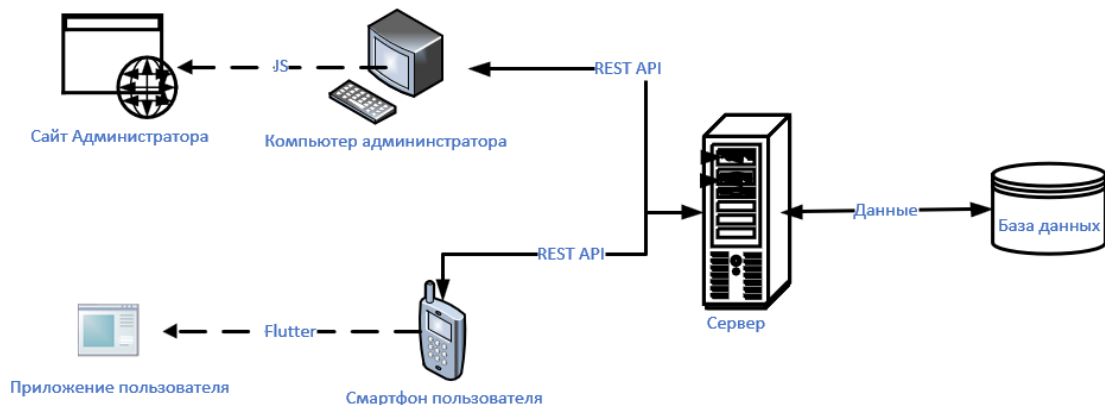 JS
REST API
Сайт Администратора
Компьютер админинстратора
Данные
База данных
REST API
Сервер
Flutter
Приложение пользователя
Смартфон пользователя